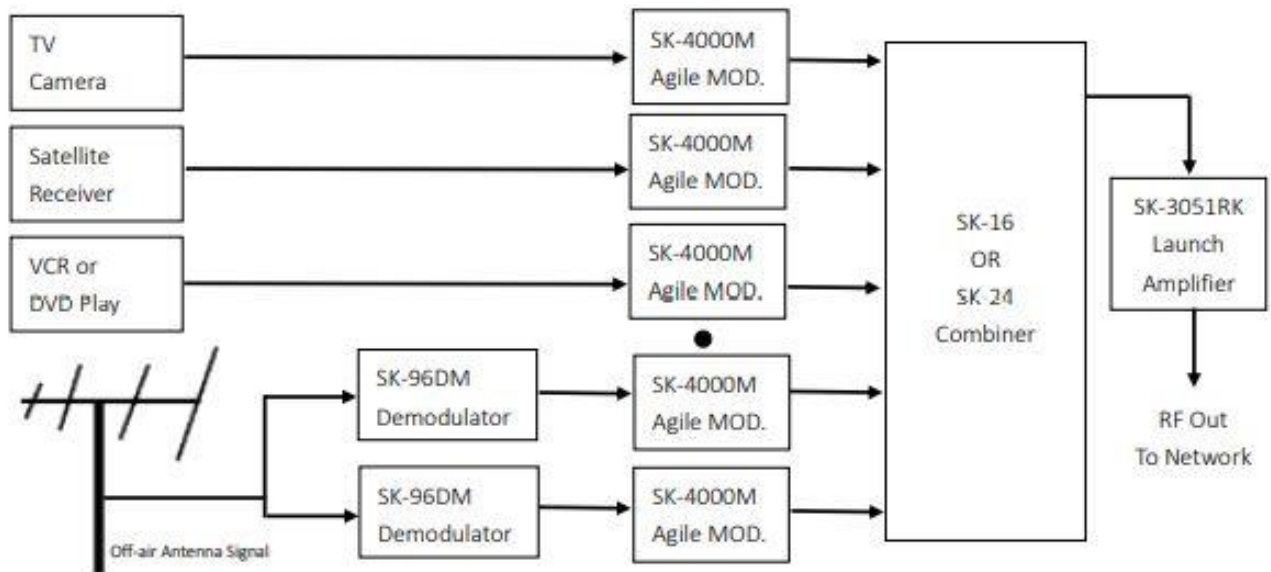 TV
Camera
SK-4000M
Agile MOD.
Satellite
Receiver
SK-4000M
Agile MOD.
VCR or
DVD Play
SK-4000M
Agile MOD.
SK-96DM
Demodulator
SK-4000M
Agile MOD.
SK-96DM
Demodulator
SK-4000M
Agile MOD.
Off-air Antenna Signal
SK-16
OR
SK-24
Combiner
SK-3051RK
Launch
Amplifier
RF Out
To Network